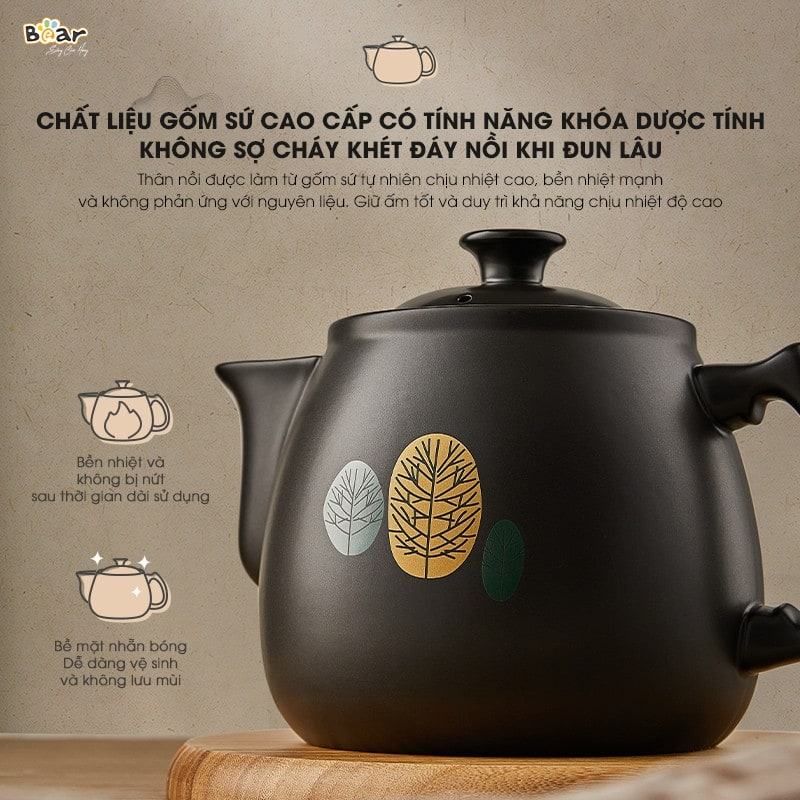 Bear
CHẤT LIỆU GỐM SỨ CAO CẤP CÓ TÍNH NĂNG KHÓA DƯỢC TÍNH
KHÔNG SỢ CHÁY KHÉT ĐÁY NỒI KHI ĐUN LÂU
Thân nồi được làm từ gốm sứ tự nhiên chịu nhiệt cao, bền nhiệt mạnh
và không phản ứng với nguyên liệu. Giữ ấm tốt và duy trì khả năng chịu nhiệt độ cao
Bền nhiệt và
không bị nứt
sau thời gian dài sử dụng
Bề mặt nhẵn bóng
Dễ dàng vệ sinh
và không lưu mùi